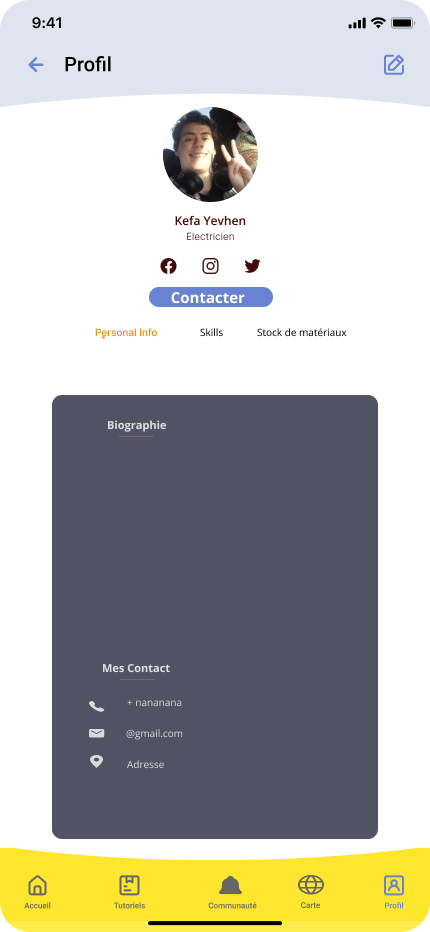 9:41
Profil
Kefa Yevhen
Electricien
Contacter
Personal Info Skills Stock de matériaux
Biographie
Mes Contact
+ nananana
@gmail.com
Adresse
Accueil Tutoriels Communauté Carte Profil